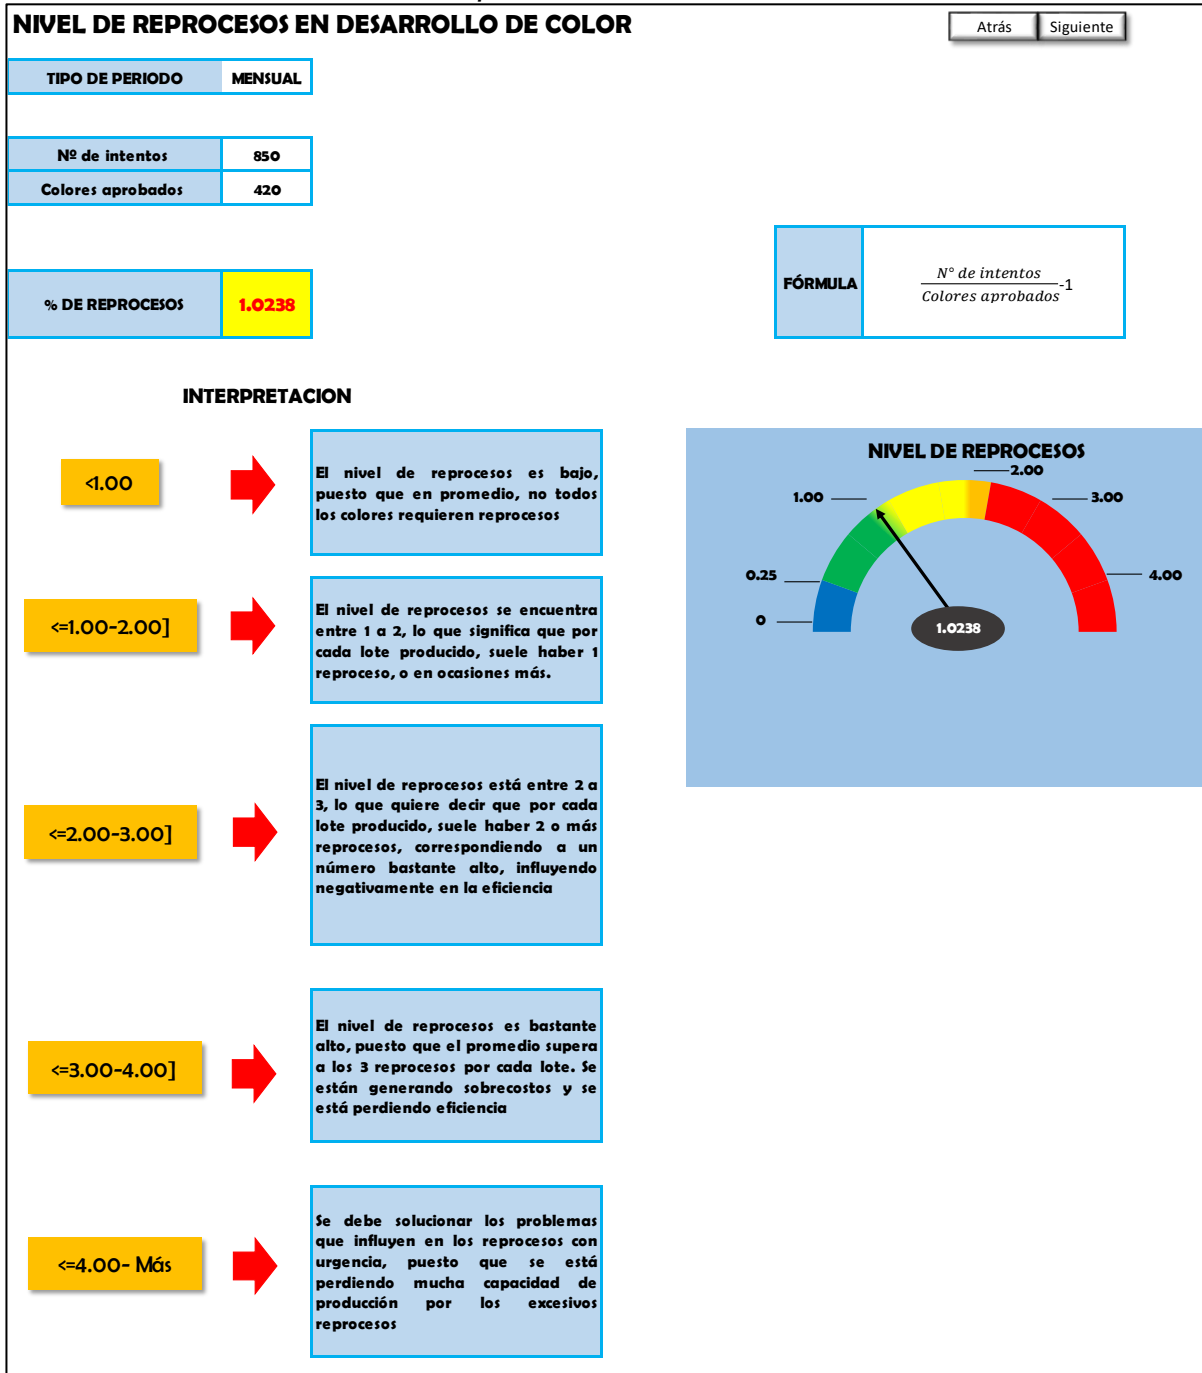 NIVEL DE REPROCESOS EN DESARROLLO DE COLOR
Atrás
Siguiente
TIPO DE PERIODO
MENSUAL
Nº de intentos
850
Colores aprobados
420
% DE REPROCESOS
1.0238
FÓRMULA
N° de intentos
Colores aprobados
-1
INTERPRETACION
<1.00
El nivel de reprocesos es bajo,
puesto que en promedio, no todos
los colores requieren reprocesos
<=1.00-2.00]
El nivel de reprocesos se encuentra
entre 1 a 2, lo que significa que por
cada lote producido, suele haber 1
reproceso, o en ocasiones más.
<=2.00-3.00]
El nivel de reprocesos está entre 2 a
3, lo que quiere decir que por cada
lote producido, suele haber 2 o más
reprocesos, correspondiendo a un
número bastante alto, influyendo
negativamente en la eficiencia
<=3.00-4.00]
El nivel de reprocesos es bastante
alto, puesto que el promedio supera
a los 3 reprocesos por cada lote. Se
están generando sobrecostos y se
está perdiendo eficiencia
<=4.00- Más
Se debe solucionar los problemas
que influyen en los reprocesos con
urgencia, puesto que se está
perdiendo mucha capacidad de
producción por los excesivos
reprocesos
NIVEL DE REPROCESOS
2.00
1.00
3.00
0.25
4.00
0
1.0238